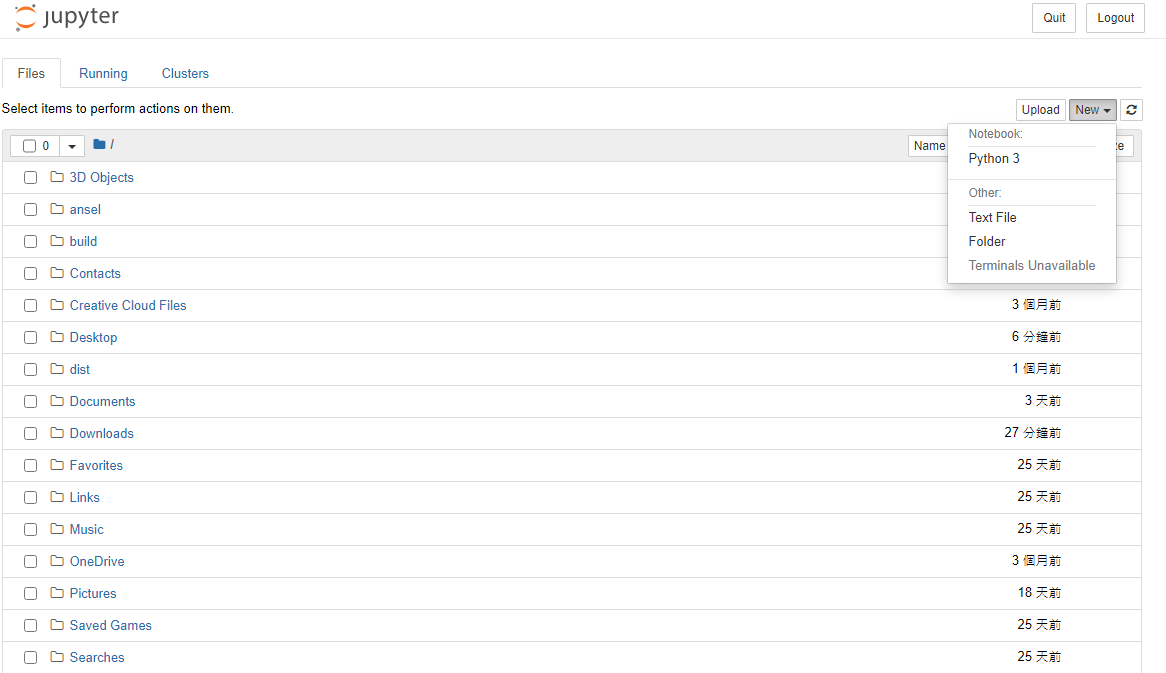 jupyter
Quit Logout
Files Running Clusters
Select items to perform actions on them.
Upload New
0 / Name
Notebook:
Python 3
Other:
Text File
Folder
Terminals Unavailable
3D Objects
ansel
build
Contacts
Creative Cloud Files 3 個月前
Desktop 6 分鐘前
dist 1 個月前
Documents 3 天前
Downloads 27 分鐘前
Favorites 25 天前
Links 25 天前
Music 25 天前
OneDrive 3 個月前
Pictures 18 天前
Saved Games 25 天前
Searches 25 天前